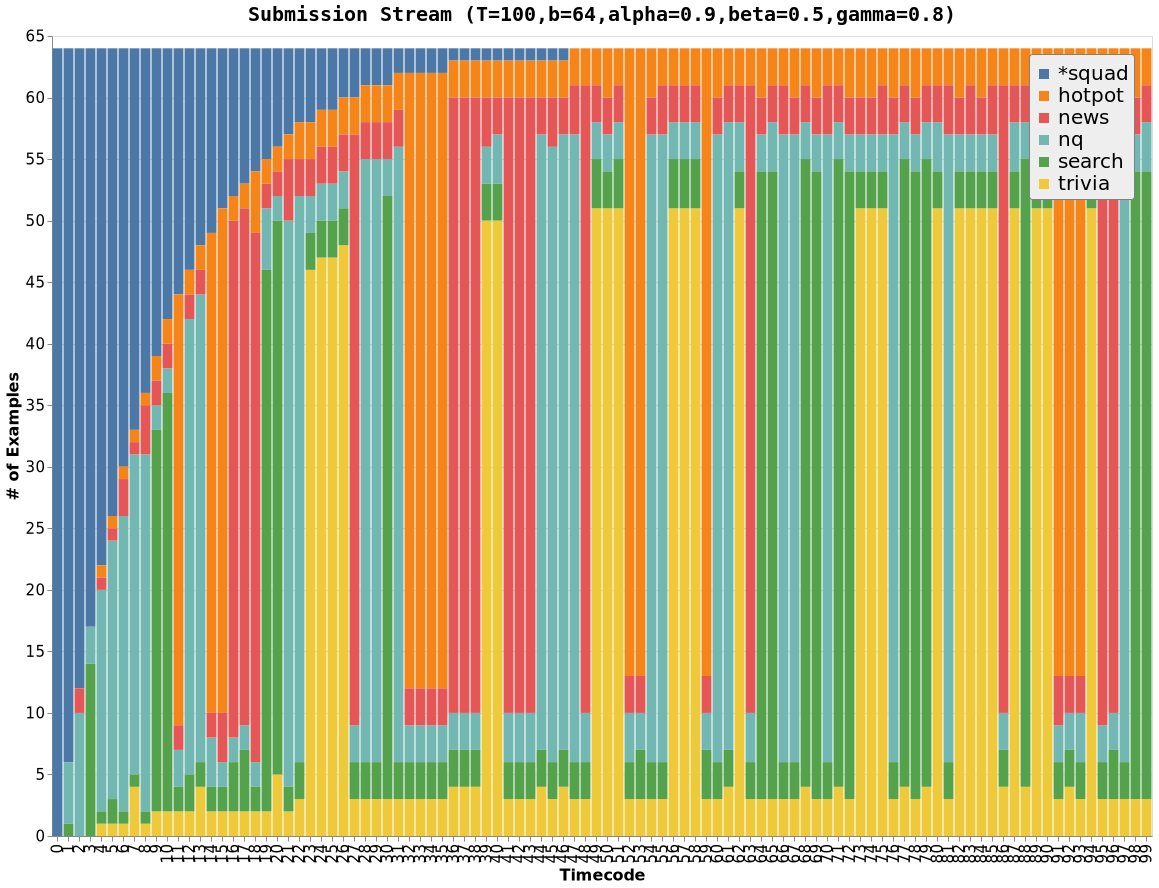 Submission Stream (T=100,b=64,alpha=0.9,beta=0.5,gamma=0.8)
65
60
55
50
45
40
35
30
25
20
15
10
5
0
# of Examples
*squad
hotpot
news
nq
search
trivia
0 1 2 3 4 5 6 7 8 9 10 11 12 13 14 15 16 17 18 19 20 21 22 23 24 25 26 27 28 29 30 31 32 33 34 35 36 37 38 39 40 41 42 43 44 45 46 47 48 49 50 51 52 53 54 55 56 57 58 59 60 61 62 63 64 65 66 67 68 69 70 71 72 73 74 75 76 77 78 79 80 81 82 83 84 85 86 87 88 89 90 91 92 93 94 95 96 97 98 99
Timecode